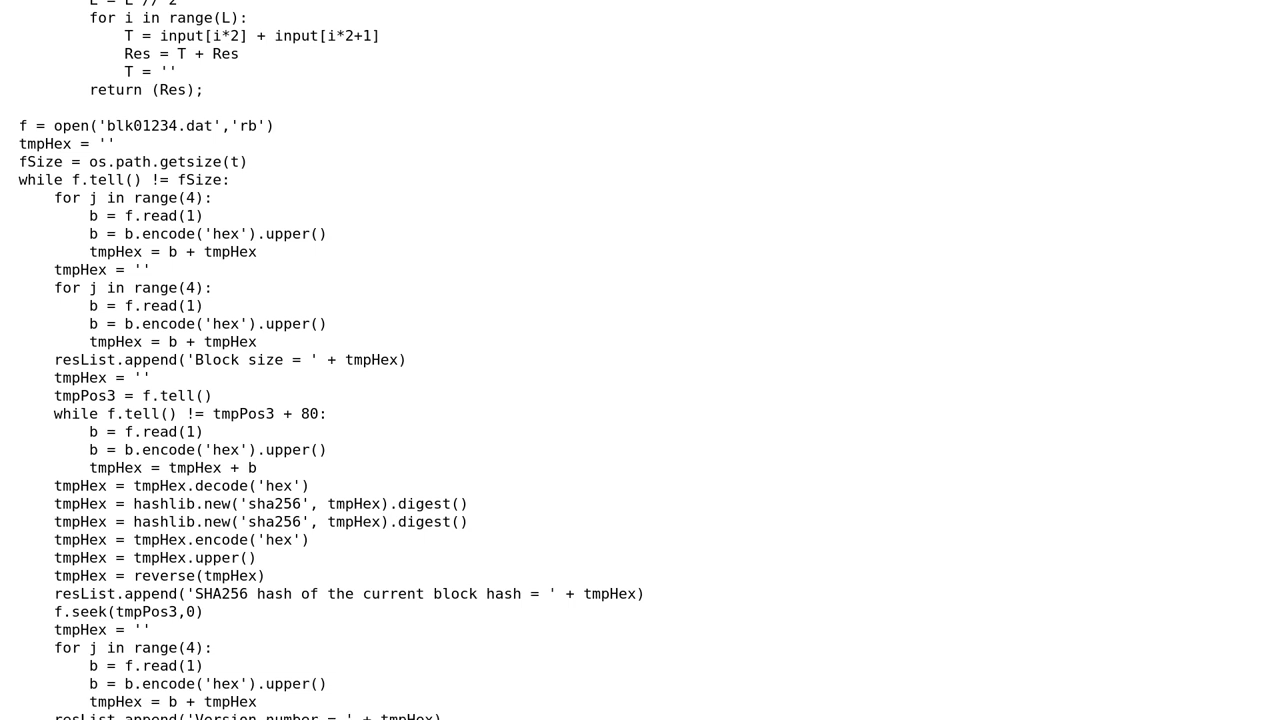 L = L // 2
for i in range(L):
T = input[i*2] + input[i*2+1]
Res = T + Res
T = ''
return (Res);
f = open('blk01234.dat','rb')
tmpHex = ''
fSize = os.path.getsize(t)
while f.tell() != fSize:
for j in range(4):
b = f.read(1)
b = b.encode('hex').upper()
tmpHex = b + tmpHex
tmpHex = ''
for j in range(4):
b = f.read(1)
b = b.encode('hex').upper()
tmpHex = b + tmpHex
resList.append('Block size = ' + tmpHex)
tmpHex = ''
tmpPos3 = f.tell()
while f.tell() != tmpPos3 + 80:
b = f.read(1)
b = b.encode('hex').upper()
tmpHex = tmpHex + b
tmpHex = tmpHex.decode('hex')
tmpHex = hashlib.new('sha256', tmpHex).digest()
tmpHex = hashlib.new('sha256', tmpHex).digest()
tmpHex = tmpHex.encode('hex')
tmpHex = tmpHex.upper()
tmpHex = reverse(tmpHex)
resList.append('SHA256 hash of the current block hash = ' + tmpHex)
f.seek(tmpPos3,0)
tmpHex = ''
for j in range(4):
b = f.read(1)
b = b.encode('hex').upper()
tmpHex = b + tmpHex
resList.append('Version number = ' + tmpHex)